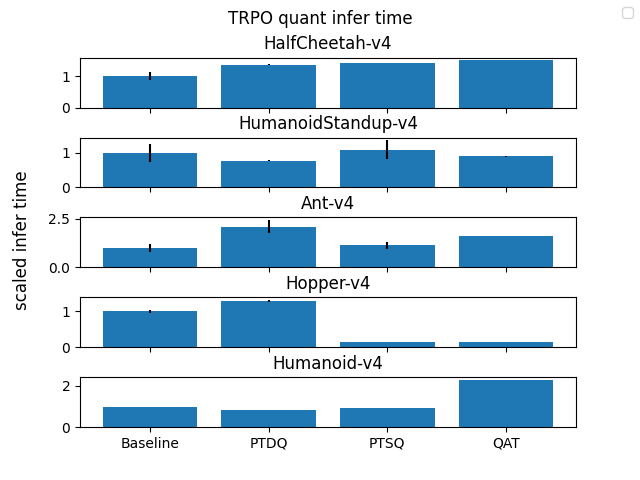 TRPO quant infer time
HalfCheetah-v4
1
0
HumanoidStandup-v4
1
0
Ant-v4
2.5
0.0
Hopper-v4
1
0
Humanoid-v4
2
0
Baseline PTDQ PTSQ QAT
scaled infer time